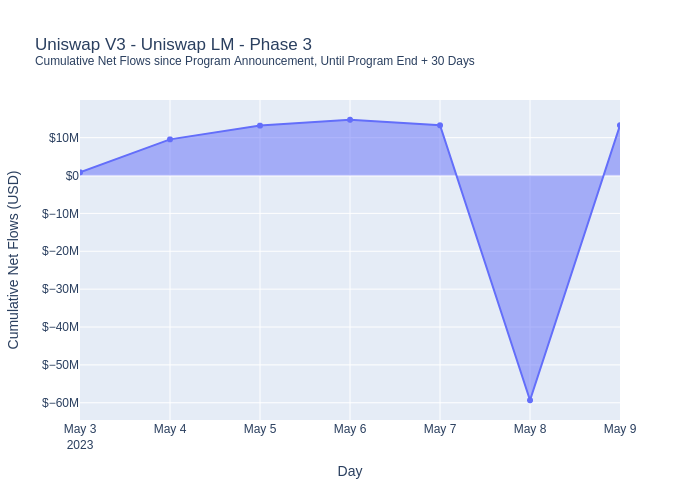 Uniswap V3 - Uniswap LM - Phase 3
Cumulative Net Flows since Program Announcement, Until Program End + 30 Days
Cumulative Net Flows (USD)
$10M
$0
$−10M
$−20M
$−30M
$−40M
$−50M
$−60M
May 3 May 4 May 5 May 6 May 7 May 8 May 9
2023
Day